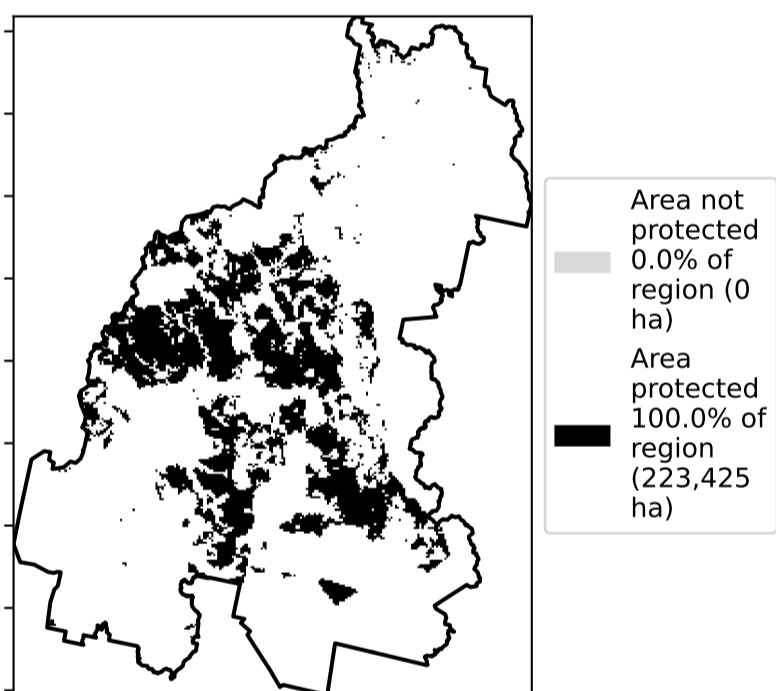 Area not
protected
0.0% of
region (0
ha)
Area
protected
100.0% of
region
(223,425
ha)